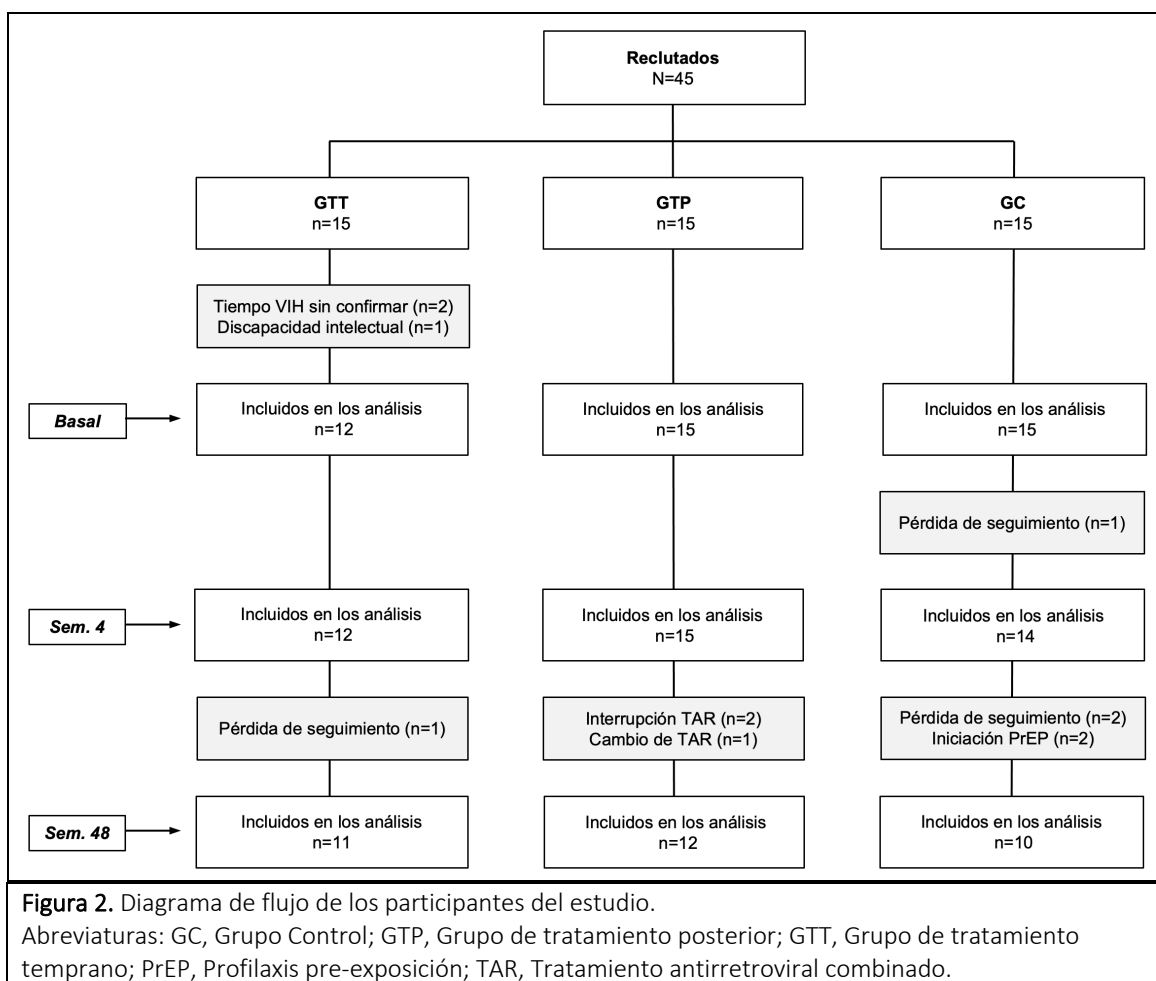 Reclutados
N=45
GTT
n=15
GTP
n=15
GC
n=15
Tiempo VIH sin confirmar (n=2)
Discapacidad intelectual (n=1)
Basal
Incluidos en los análisis
n=12
Incluidos en los análisis
n=15
Incluidos en los análisis
n=15
Pérdida de seguimiento (n=1)
Sem. 4
Incluidos en los análisis
n=12
Incluidos en los análisis
n=15
Incluidos en los análisis
n=14
Pérdida de seguimiento (n=1)
Interrupción TAR (n=2)
Cambio de TAR (n=1)
Pérdida de seguimiento (n=2)
Iniciación PrEP (n=2)
Sem. 48
Incluidos en los análisis
n=11
Incluidos en los análisis
n=12
Incluidos en los análisis
n=10
Figura 2. Diagrama de flujo de los participantes del estudio.
Abreviaturas: GC, Grupo Control; GTP, Grupo de tratamiento posterior; GTT, Grupo de tratamiento
temprano; PrEP, Profilaxis pre-exposición; TAR, Tratamiento antirretroviral combinado.